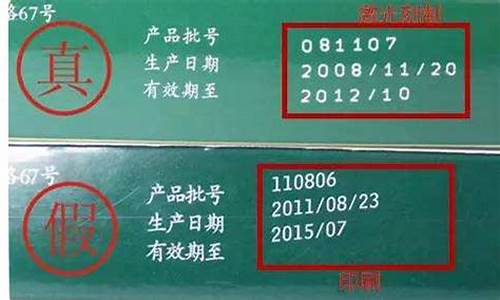 路67号
激光刻制
真
产品批号 081107
生产日期 2008/11/20
有效期至 2012/10
路67号
假
产品批号 110806
生产日期 2011/08/23
有效期至 2015/07
印刷